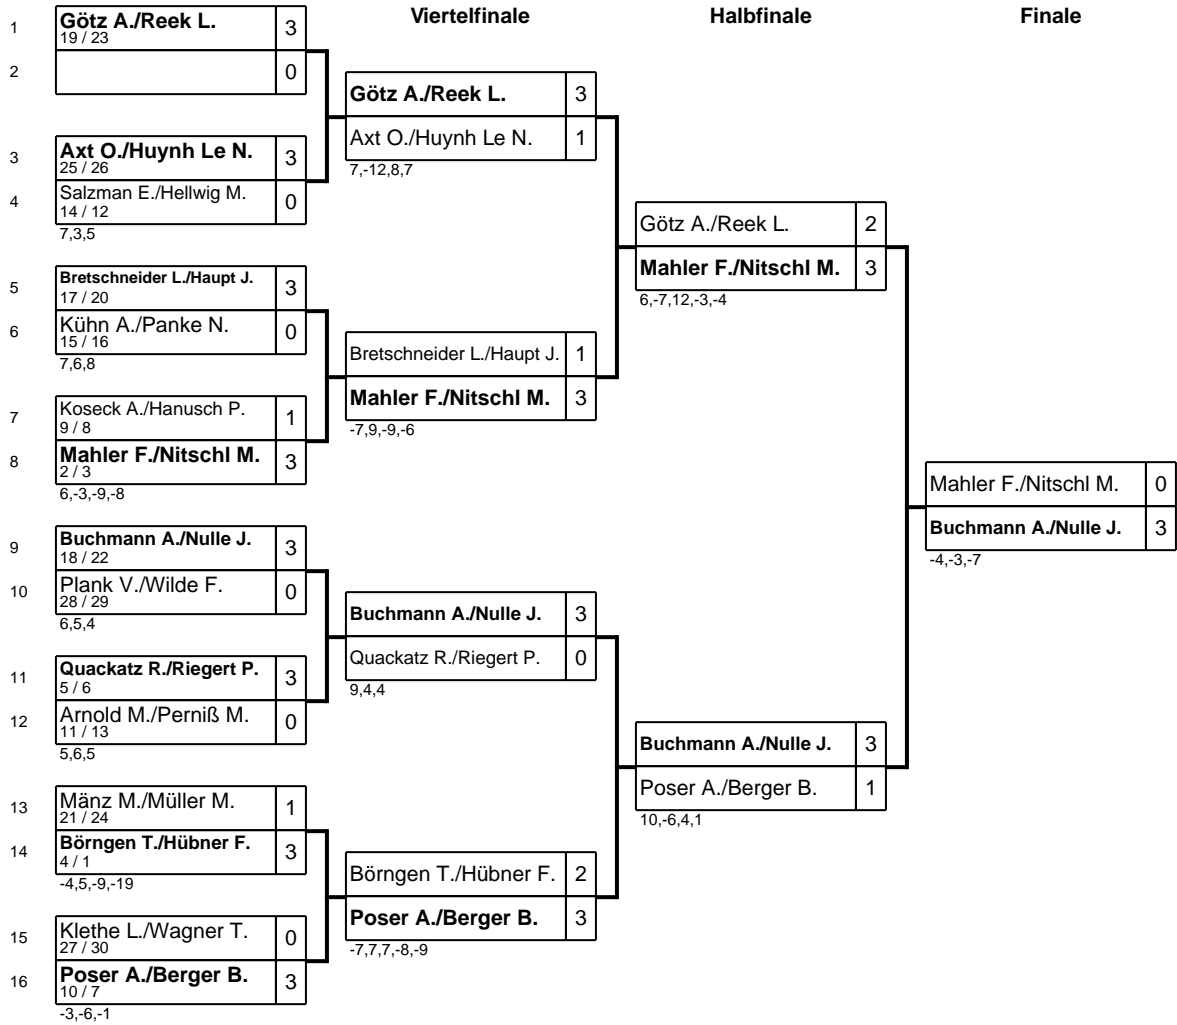 Viertelfinale
Halbfinale
Finale
1
Götz A./Reek L.
19 / 23
3
2
0
3
Axt O./Huynh Le N.
25 / 26
3
4
Salzman E./Hellwig M.
14 / 12
0
7,3,5
5
Bretschneider L./Haupt J.
17 / 20
3
6
Kühn A./Panke N.
15 / 16
0
7,6,8
7
Koseck A./Hanusch P.
9 / 8
1
8
Mahler F./Nitschl M.
2 / 3
3
6,-3,-9,-8
9
Buchmann A./Nulle J.
18 / 22
3
10
Plank V./Wilde F.
28 / 29
0
6,5,4
11
Quackatz R./Riegert P.
5 / 6
3
12
Arnold M./Perniß M.
11 / 13
0
5,6,5
13
Mänz M./Müller M.
21 / 24
1
14
Börngen T./Hübner F.
4 / 1
3
-4,5,-9,-19
15
Klethe L./Wagner T.
27 / 30
0
16
Poser A./Berger B.
10 / 7
3
-3,-6,-1
Götz A./Reek L.
3
Axt O./Huynh Le N.
1
7,-12,8,7
Bretschneider L./Haupt J.
1
Mahler F./Nitschl M.
3
-7,9,-9,-6
Buchmann A./Nulle J.
3
Quackatz R./Riegert P.
0
9,4,4
Börngen T./Hübner F.
2
Poser A./Berger B.
3
-7,7,7,-8,-9
Götz A./Reek L.
2
Mahler F./Nitschl M.
3
6,-7,12,-3,-4
Buchmann A./Nulle J.
3
Poser A./Berger B.
1
10,-6,4,1
Mahler F./Nitschl M.
0
Buchmann A./Nulle J.
3
-4,-3,-7